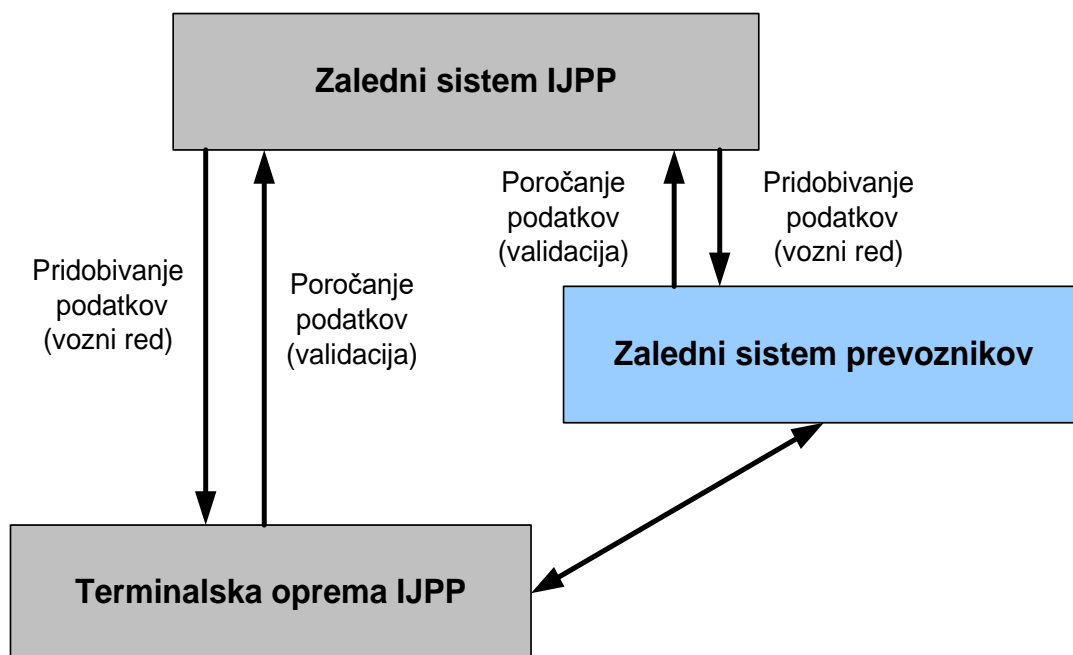 Zaledni sistem IJPP
Pridobivanje
podatkov
(vozni red)
Poročanje
podatkov
(validacija)
Poročanje
podatkov
(validacija)
Pridobivanje
podatkov
(vozni red)
Zaledni sistem prevoznikov
Terminalska oprema IJPP